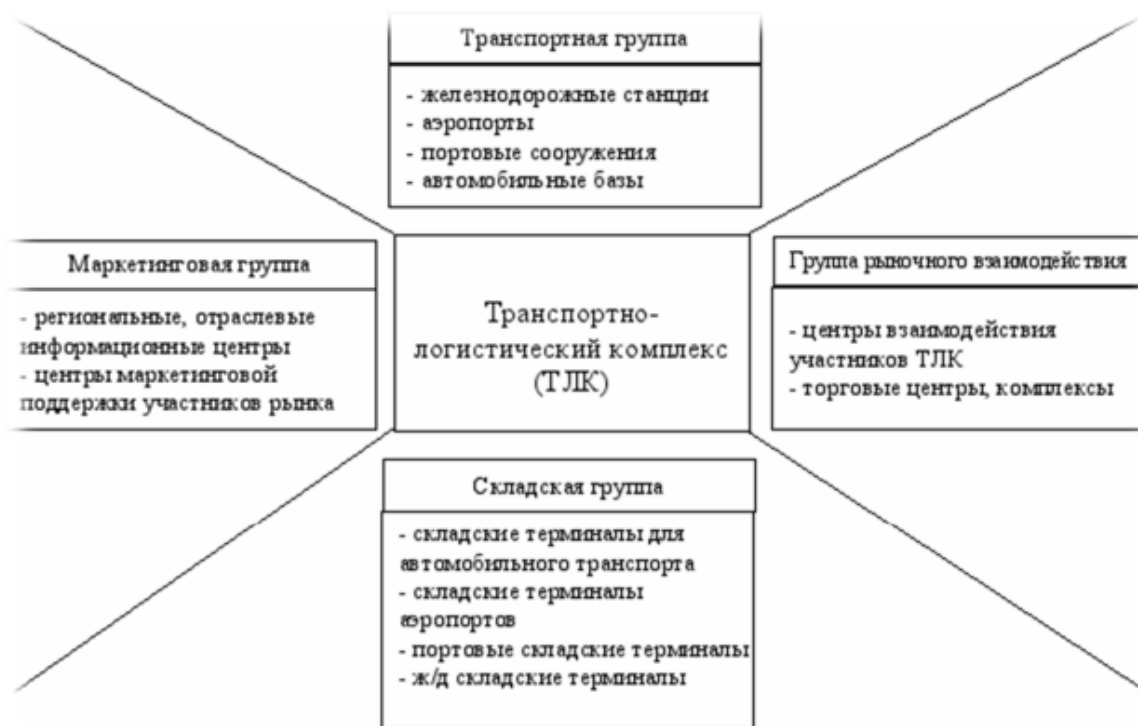 Транспортная группа
- железнодорожные станции
- аэропорты
- портовые сооружения
- автомобильные базы
Маркетинговая группа
- региональные, отраслевые
информационные центры
- центры маркетинговой
поддержки участников рынка
Транспортно-
логистический комплекс
(ТЛК)
Группа рыночного взаимодействия
- центры взаимодействия
участников ТЛК
- торговые центры, комплексы
Складская группа
- складские терминалы для
автомобильного транспорта
- складские терминалы
аэропортов
- портовые складские терминалы
- ж/д складские терминалы